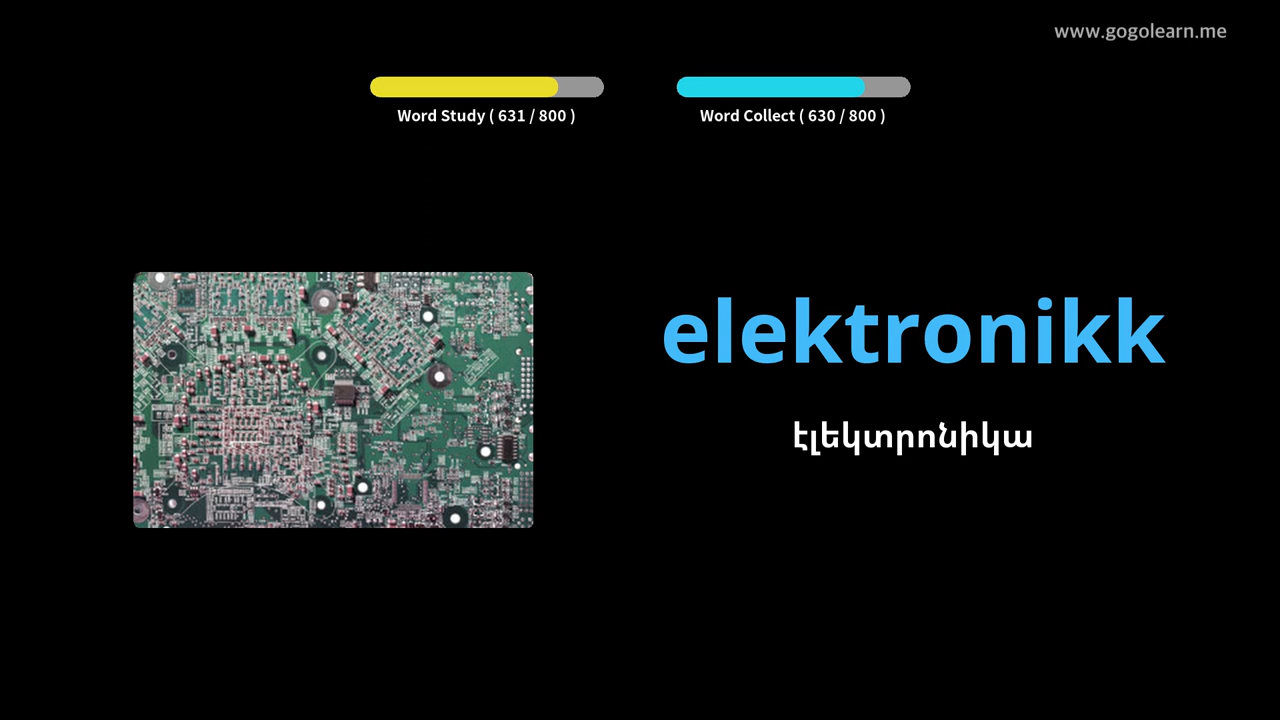 www.gogolearn.me
Word Study ( 631 / 800 )
Word Collect ( 630 / 800 )
elektronikk
էլեկտրոնիկա